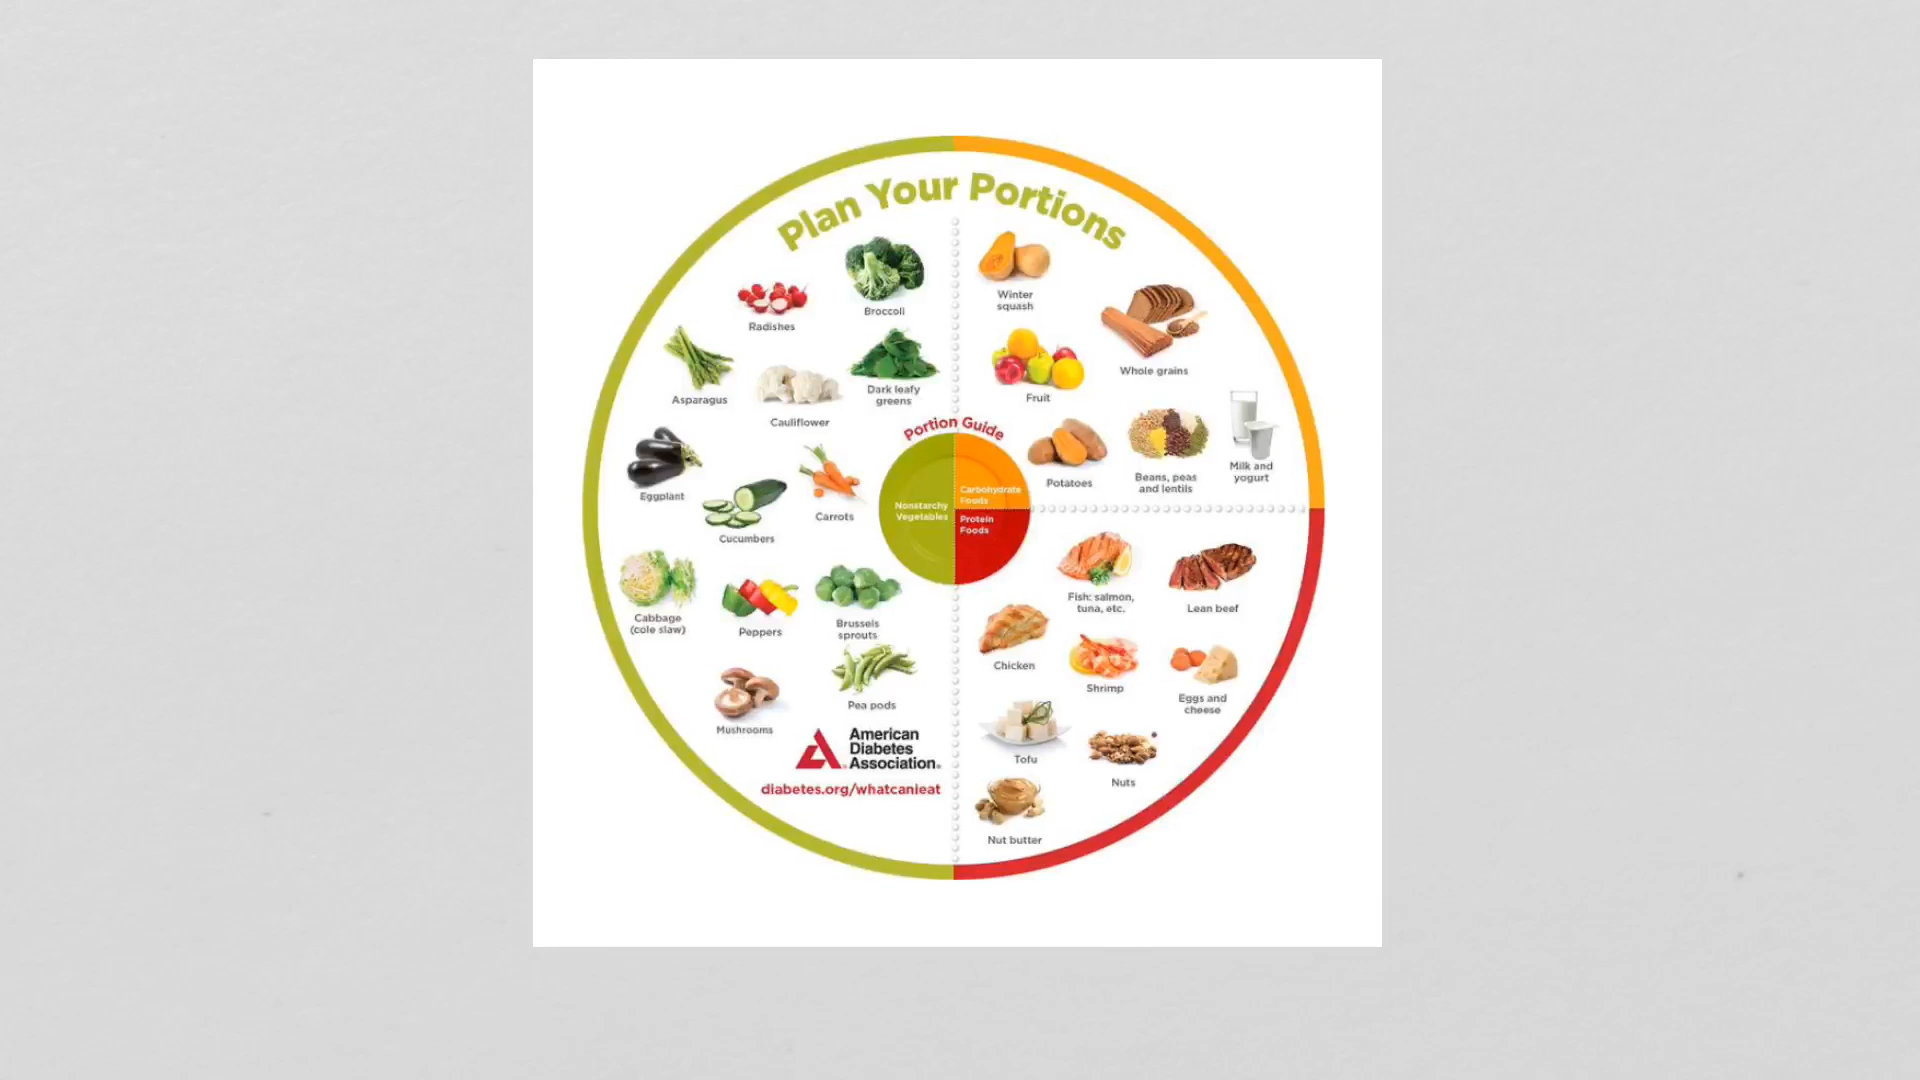 Plan Your Portions
Broccoli
Radishes
Dark leafy
greens
Asparagus
Cauliflower
Eggplant
Carrots
Cucumbers
Cabbage
(cole slaw)
Peppers
Brussels
sprouts
Pea pods
Mushrooms
American
Diabetes
Association®
diabetes.org/whatcanieat
Portion Guide
Nonstarchy
Vegetables
Carbohydrate
Foods
Protein
Foods
Winter
squash
Whole grains
Fruit
Potatoes
Beans, peas
and lentils
Milk and
yogurt
Fish: salmon,
tuna, etc.
Lean beef
Chicken
Shrimp
Eggs and
cheese
Tofu
Nuts
Nut butter